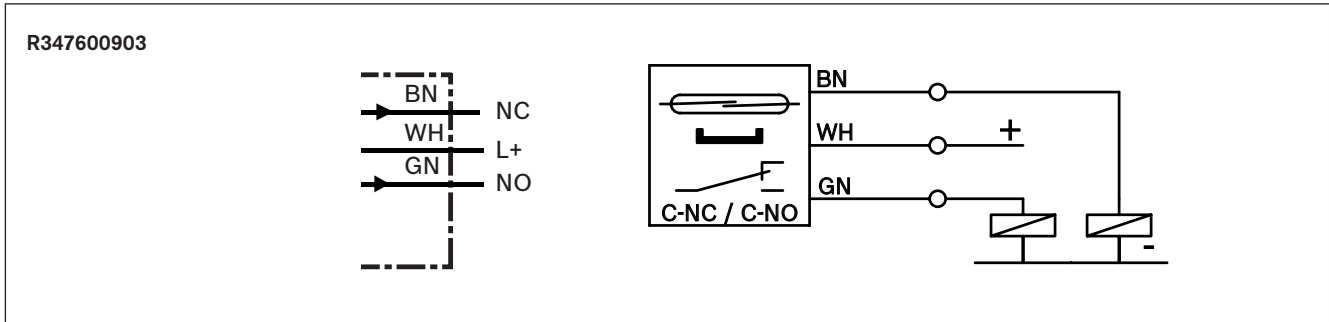 R347600903
BN NC
WH L+
GN NO
BN
WH +
GN
C-NC / C-NO
-